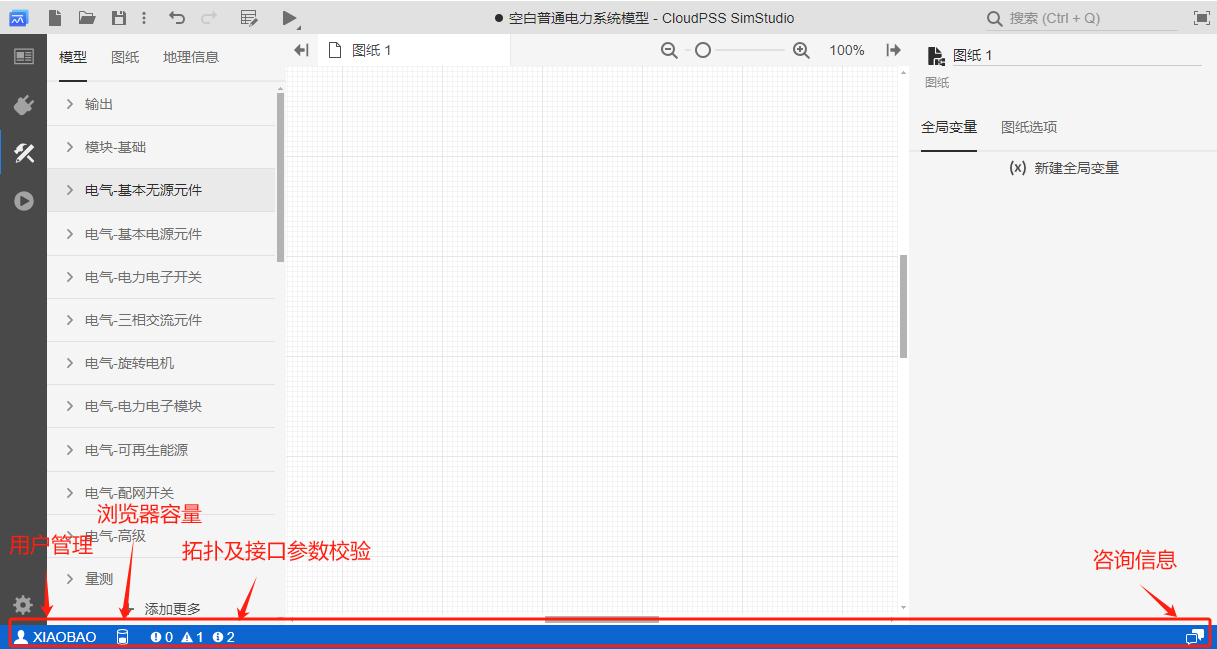 ● 空白普通电力系统模型 - CloudPSS SimStudio
搜索 (Ctrl + Q)
模型 图纸 地理信息
图纸 1
100%
图纸 1
图纸
全局变量 图纸选项
(x) 新建全局变量
输出
模块-基础
电气-基本无源元件
电气-基本电源元件
电气-电力电子开关
电气-三相交流元件
电气-旋转电机
电气-电力电子模块
电气-可再生能源
电气-配网开关
浏览器容量
电气-高级
用户管理
拓扑及接口参数校验
咨询信息
量测
添加更多
XIAOBAO 0 1 2